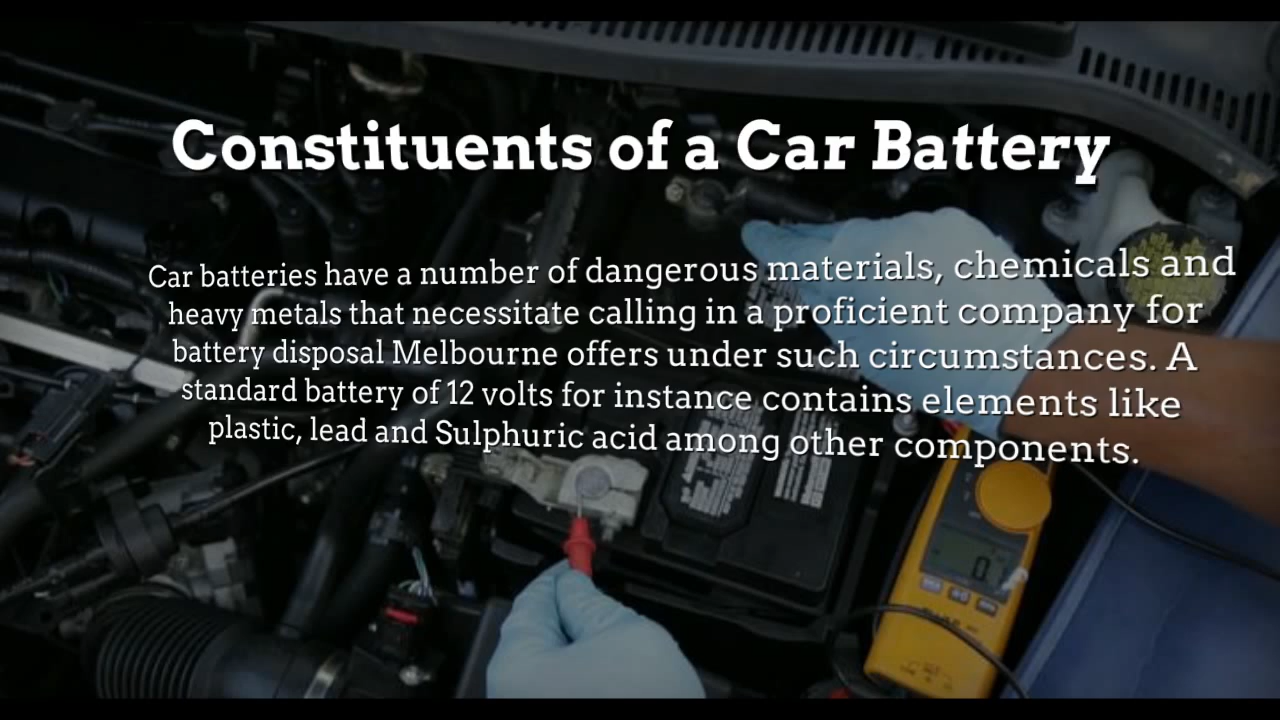 Constituents of a Car Battery
Car batteries have a number of dangerous materials, chemicals and
heavy metals that necessitate calling in a proficient company for
battery disposal Melbourne offers under such circumstances. A
standard battery of 12 volts for instance contains elements like
plastic, lead and Sulphuric acid among other components.
0